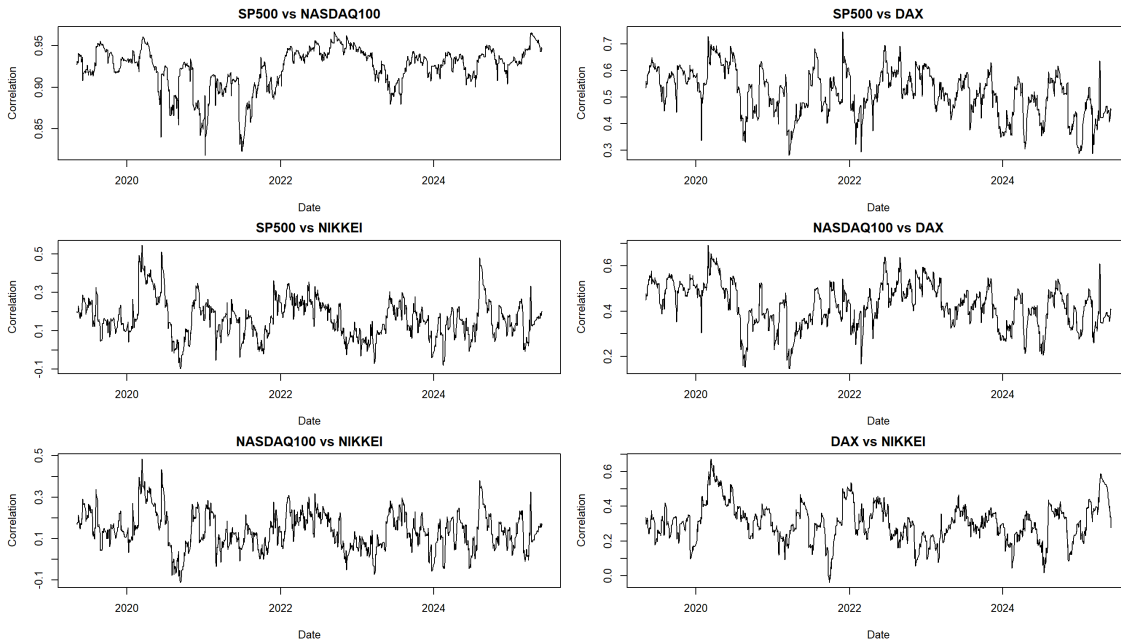 SP500 vs NASDAQ100
Correlation
0.95
0.90
0.85
2020 2022 2024
Date
SP500 vs DAX
Correlation
0.7
0.6
0.5
0.4
0.3
2020 2022 2024
Date
SP500 vs NIKKEI
Correlation
0.5
0.3
0.1
-0.1
2020 2022 2024
Date
NASDAQ100 vs DAX
Correlation
0.6
0.4
0.2
2020 2022 2024
Date
NASDAQ100 vs NIKKEI
Correlation
0.5
0.3
0.1
-0.1
2020 2022 2024
Date
DAX vs NIKKEI
Correlation
0.6
0.4
0.2
0.0
2020 2022 2024
Date